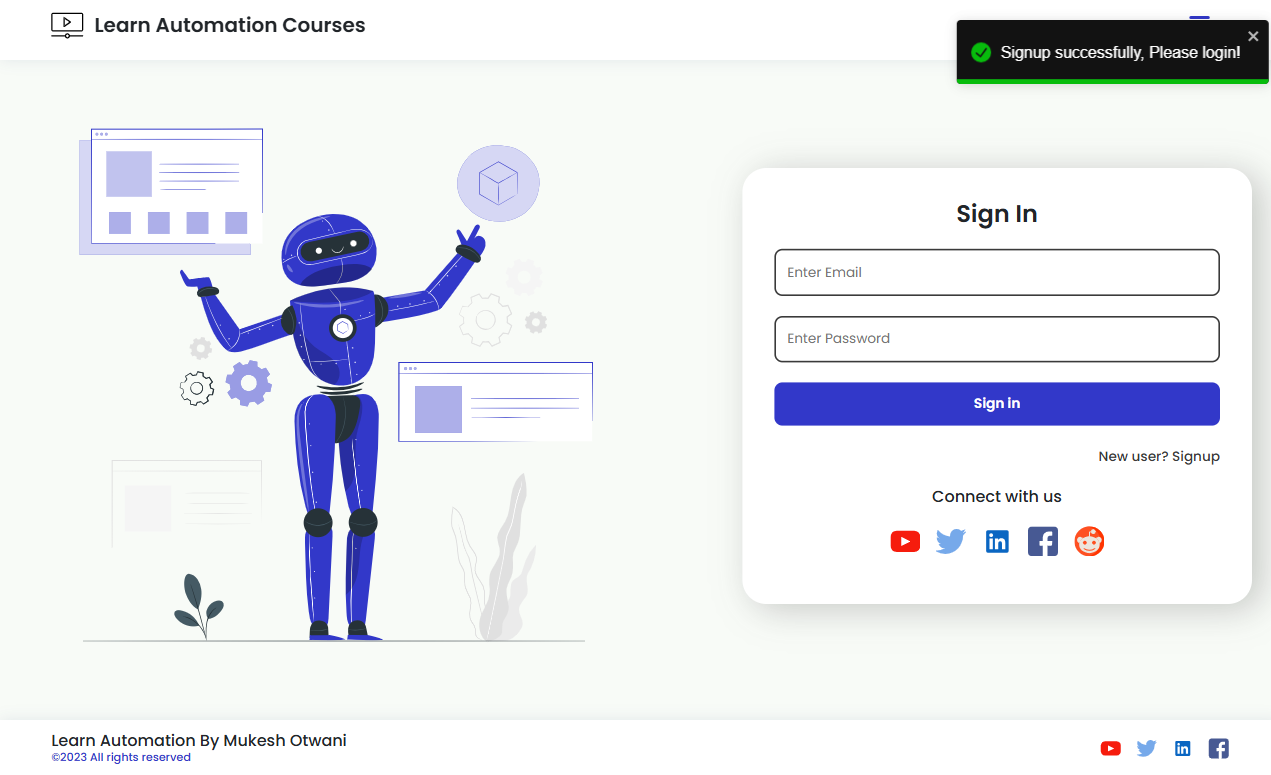 Learn Automation Courses
Signup successfully, Please login!
Sign In
Enter Email
Enter Password
Sign in
New user? Signup
Connect with us
Learn Automation By Mukesh Otwani
©2023 All rights reserved